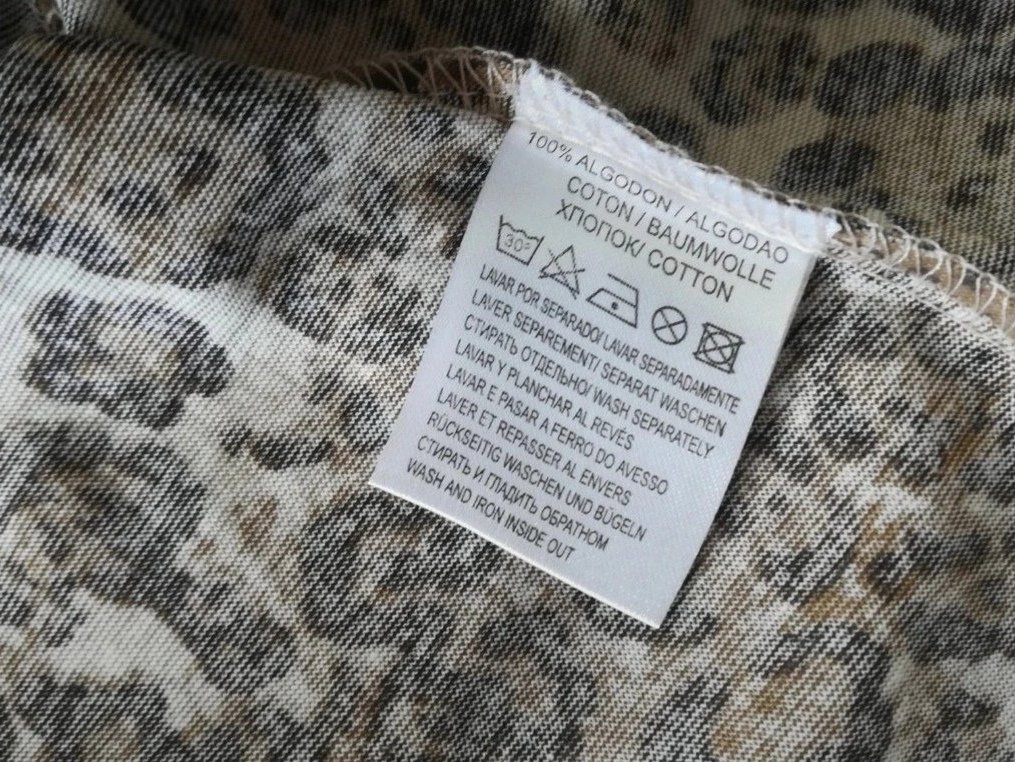 100% ALGODON / ALGODAO
COTON / BAUMWOLLE
ХПОПОК/ COTTON
30°
LAVAR POR SEPARADO/ LAVAR SEPARADAMENTE
LAVER SEPAREMENT/ SEPARAT WASCHEN
СТИРАТЬ ОТДЕЛЬНО/ WASH SEPARATELY
LAVAR Y PLANCHAR AL REVÉS
LAVAR E PASAR A FERRO DO AVESSO
LAVER ET REPASSER AL ENVERS
RÜCKSEITIG WASCHEN UND BÜGELN
СТИРАТЬ И ГЛАДИТЬ ОБРАТНОМ
WASH AND IRON INSIDE OUT